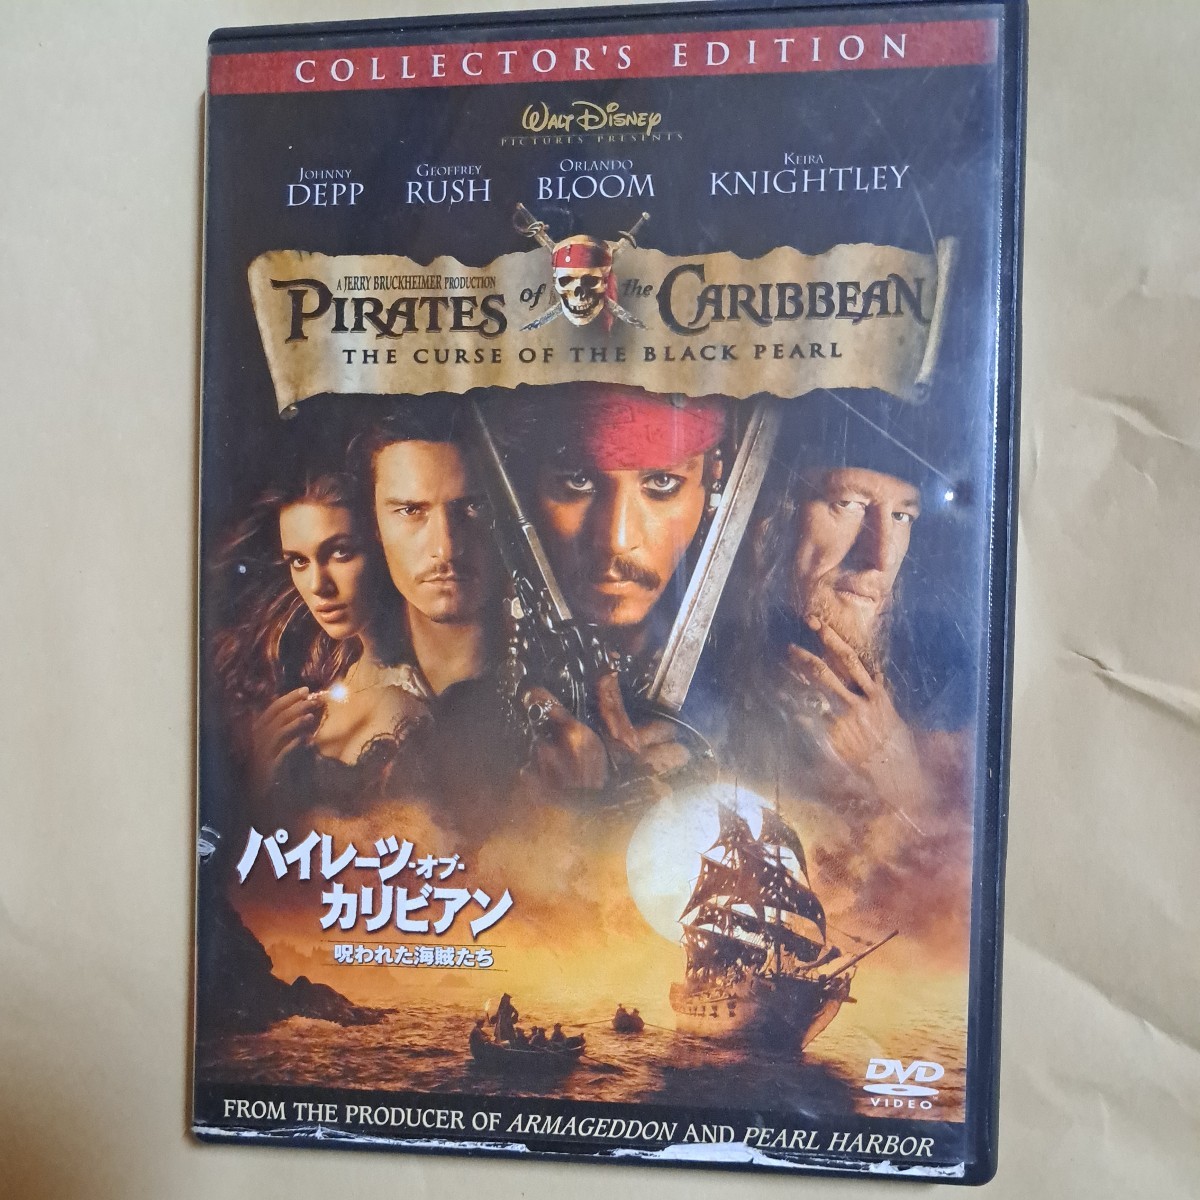 COLLECTOR'S EDITION
WALT DISNEY
PICTURES PRESENTS
JOHNNY DEPP
GEOFFREY RUSH
ORLANDO BLOOM
KEIRA KNIGHTLEY
A JERRY BRUCKHEIMER PRODUCTION
PIRATES of the CARIBBEAN
THE CURSE OF THE BLACK PEARL
パイレーツ・オブ・
カリビアン
呪われた海賊たち
DVD
VIDEO
FROM THE PRODUCER OF ARMAGEDDON AND PEARL HARBOR